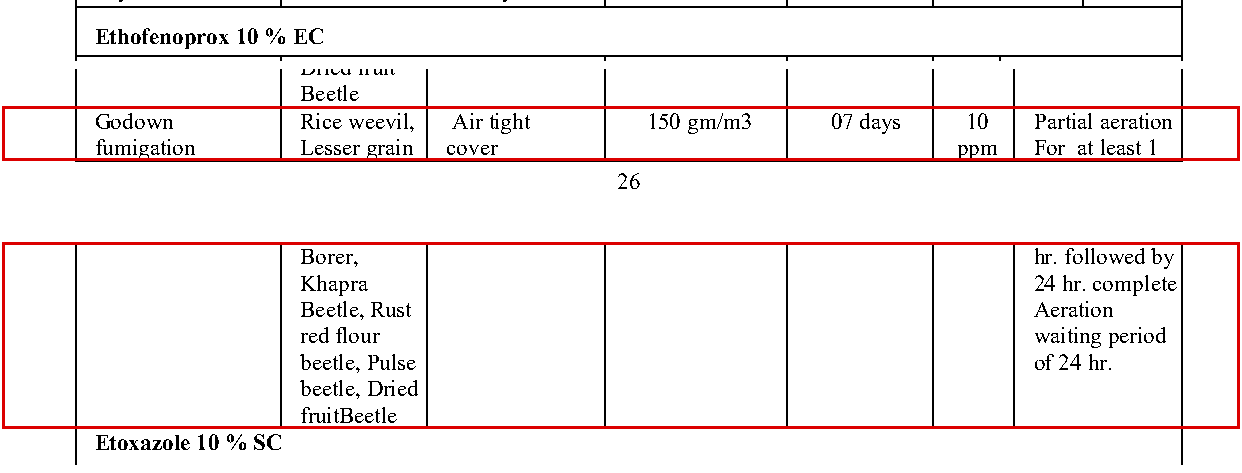 Ethofenoprox 10 % EC
Dried fruit
Beetle
Godown Rice weevil, Air tight 150 gm/m3 07 days 10 Partial aeration
fumigation Lesser grain cover ppm For at least 1
26
Borer, hr. followed by
Khapra 24 hr. complete
Beetle, Rust Aeration
red flour waiting period
beetle, Pulse of 24 hr.
beetle, Dried
fruitBeetle
Etoxazole 10 % SC